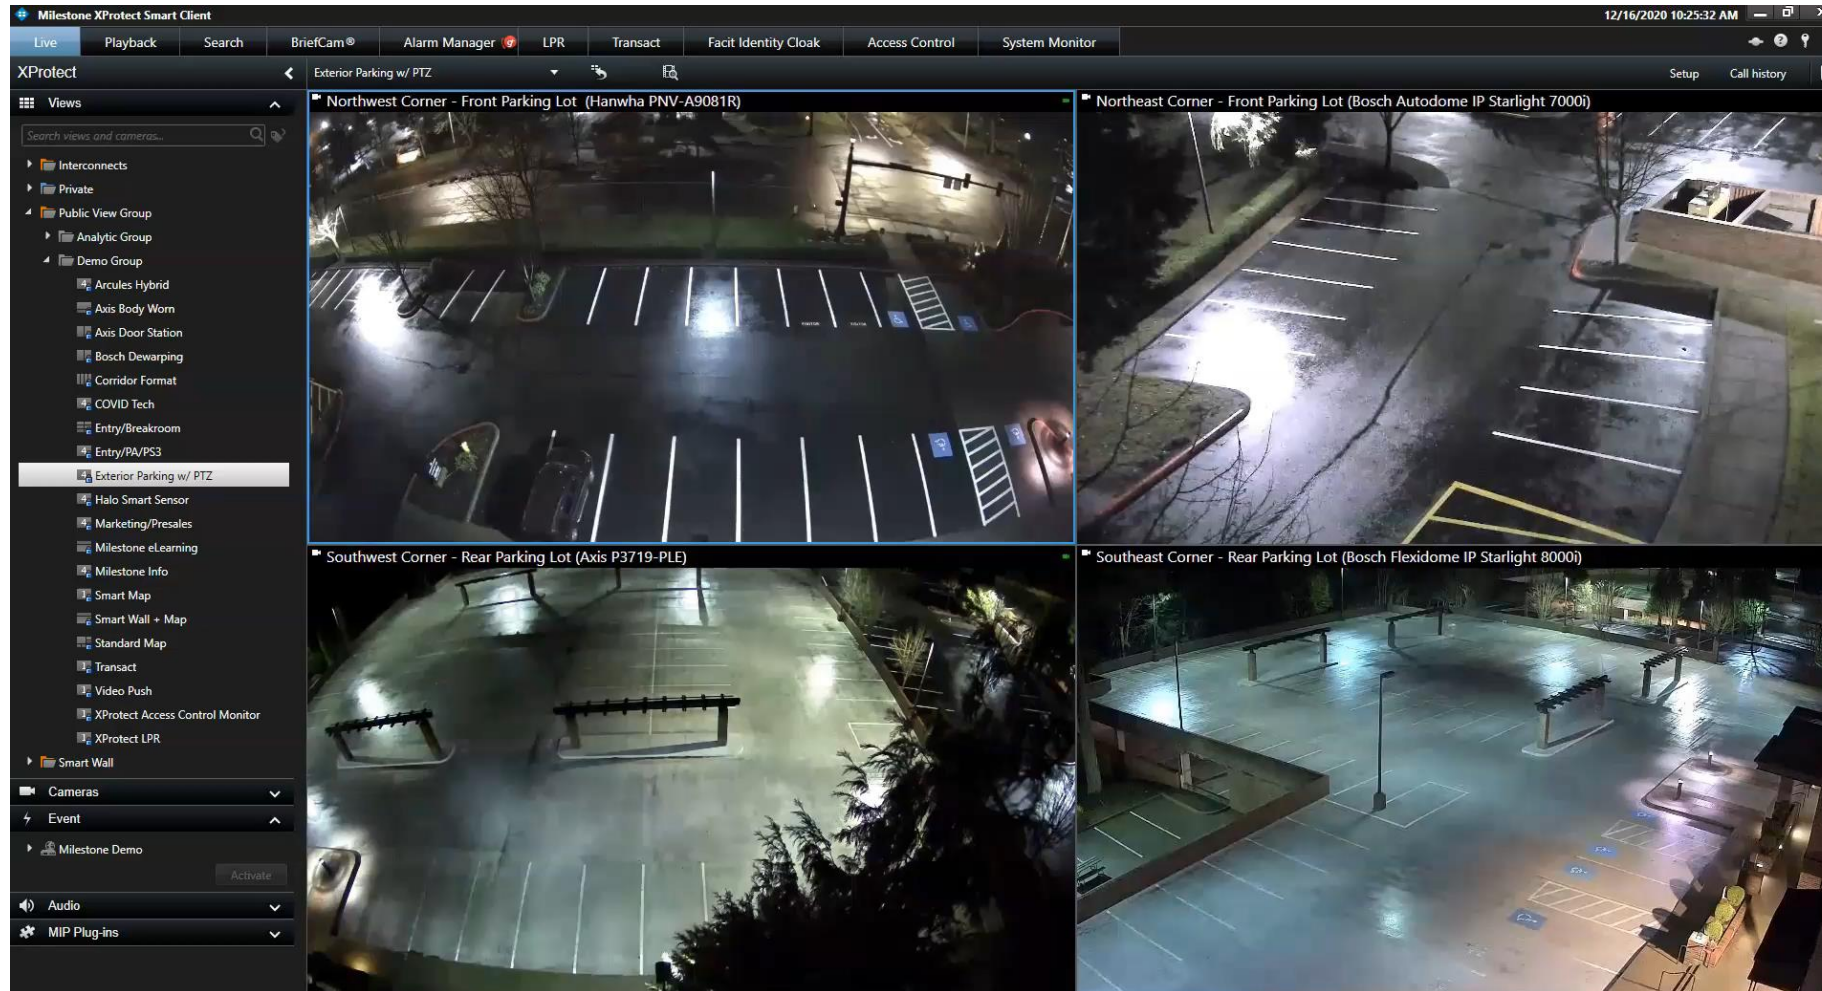 Milestone XProtect Smart Client
12/16/2020 10:25:32 AM
Live
Playback
Search
BriefCam®
Alarm Manager
LPR
Transact
Facit Identity Cloak
Access Control
System Monitor
XProtect
Exterior Parking w/ PTZ
Setup
Call history
Views
Search views and cameras...
Interconnects
Private
Public View Group
Analytic Group
Demo Group
Arcules Hybrid
Axis Body Worn
Axis Door Station
Bosch Dewarping
Corridor Format
COVID Tech
Entry/Breakroom
Entry/PA/PS3
Exterior Parking w/ PTZ
Halo Smart Sensor
Marketing/Presales
Milestone eLearning
Milestone Info
Smart Map
Smart Wall + Map
Standard Map
Transact
Video Push
XProtect Access Control Monitor
XProtect LPR
Smart Wall
Cameras
Event
Milestone Demo
Activate
Audio
MIP Plug-ins
Northwest Corner - Front Parking Lot (Hanwha PNV-A9081R)
Northeast Corner - Front Parking Lot (Bosch Autodome IP Starlight 7000i)
Southwest Corner - Rear Parking Lot (Axis P3719-PLE)
Southeast Corner - Rear Parking Lot (Bosch Flexidome IP Starlight 8000i)